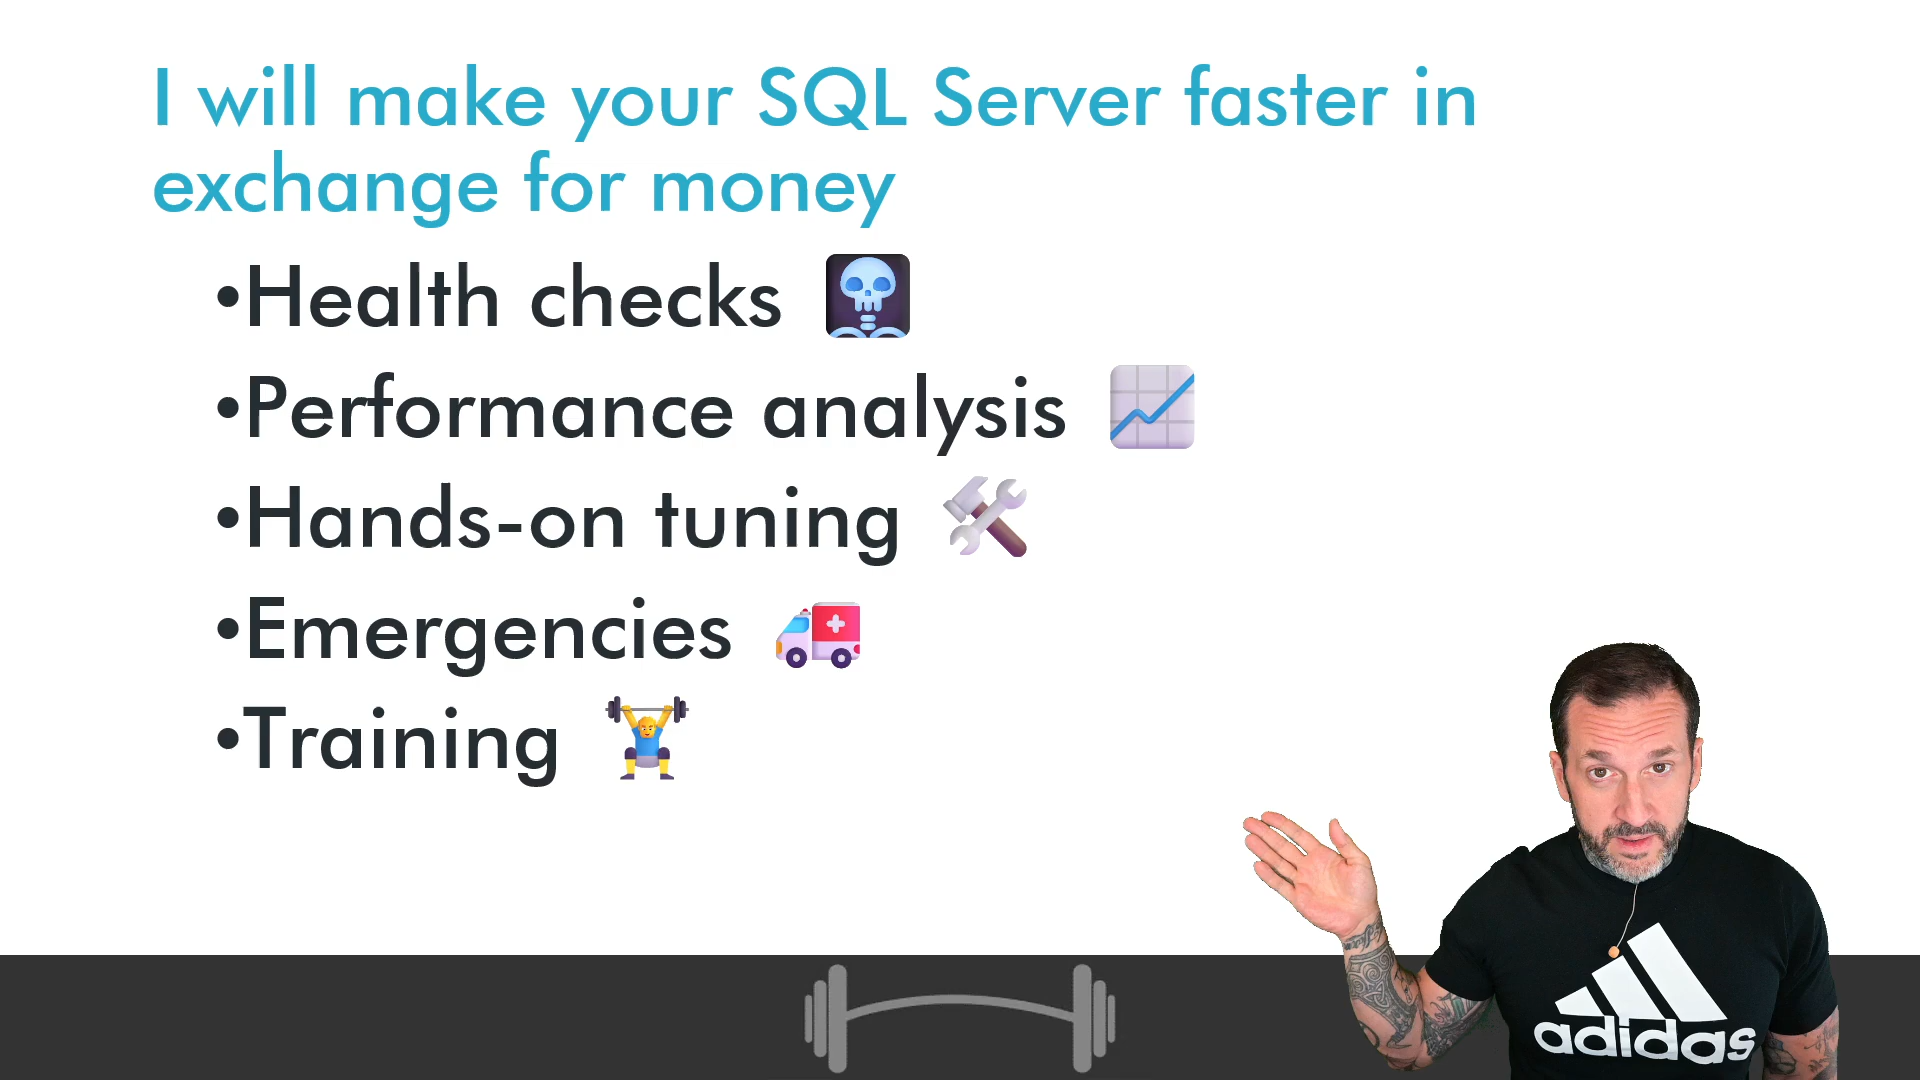 I will make your SQL Server faster in
exchange for money
•Health checks
•Performance analysis
•Hands-on tuning
•Emergencies
•Training
adidas